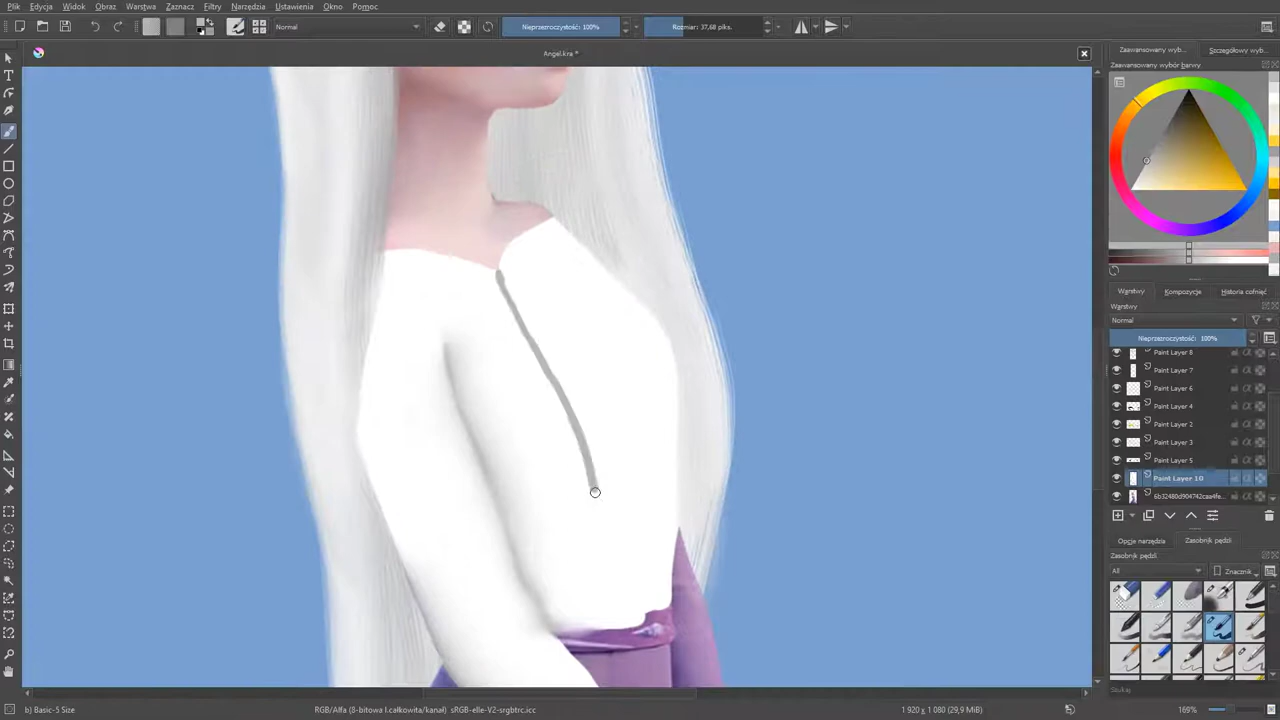 Plik Edycja Widok Obraz Warstwa Zaznacz Filtry Narzędzia Ustawienia Okno Pomoc
Normal Nieprzezroczystość: 100% Rozmiar: 37,68 piks.
Angel.kra *
Zaawansowany wyb... Szczegółowy wyb...
Zaawansowany wybór barwy
Warstwy Kompozycje Historia cofnięć
Warstwy
Normal
Nieprzezroczystość: 100%
Paint Layer 8
Paint Layer 7
Paint Layer 6
Paint Layer 4
Paint Layer 2
Paint Layer 3
Paint Layer 5
Paint Layer 10
6b32480d904742caa4fe...
Opcje narzędzia Zasobnik pędzli
Zasobnik pędzli
All Znacznik
Szukaj
b) Basic-5 Size RGB/Alfa (8-bitowa l.całkowita/kanał) sRGB-elle-V2-srgbtrc.icc 1 920 x 1 080 (29,9 MiB) 169%